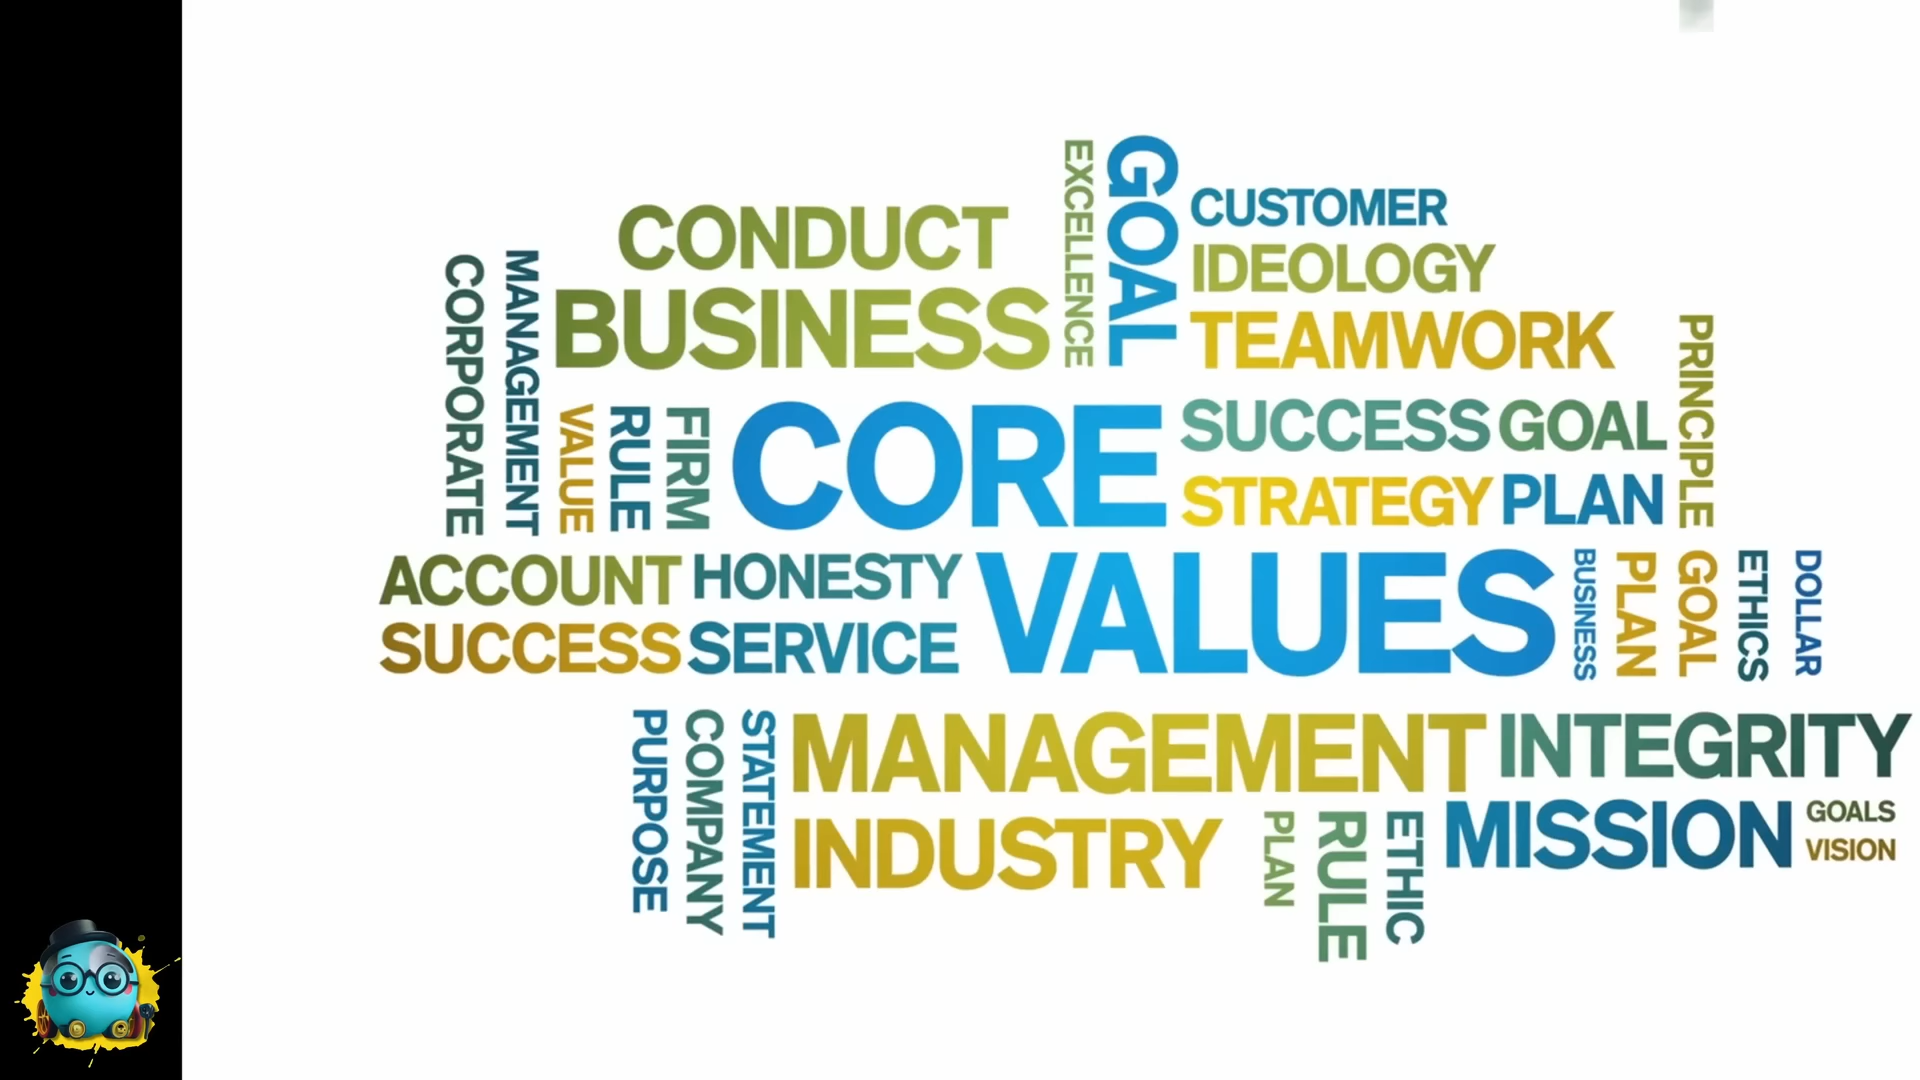 EXCELLENCE
GOAL
CUSTOMER
CONDUCT
IDEOLOGY
CORPORATE
MANAGEMENT
BUSINESS
TEAMWORK
PRINCIPLE
VALUE
RULE
FIRM
CORE
SUCCESS GOAL
STRATEGY PLAN
ACCOUNT HONESTY
SUCCESS SERVICE
VALUES
BUSINESS
PLAN
GOAL
ETHICS
DOLLAR
PURPOSE
COMPANY
STATEMENT
MANAGEMENT INTEGRITY
INDUSTRY
PLAN
RULE
ETHIC
MISSION
GOALS
VISION